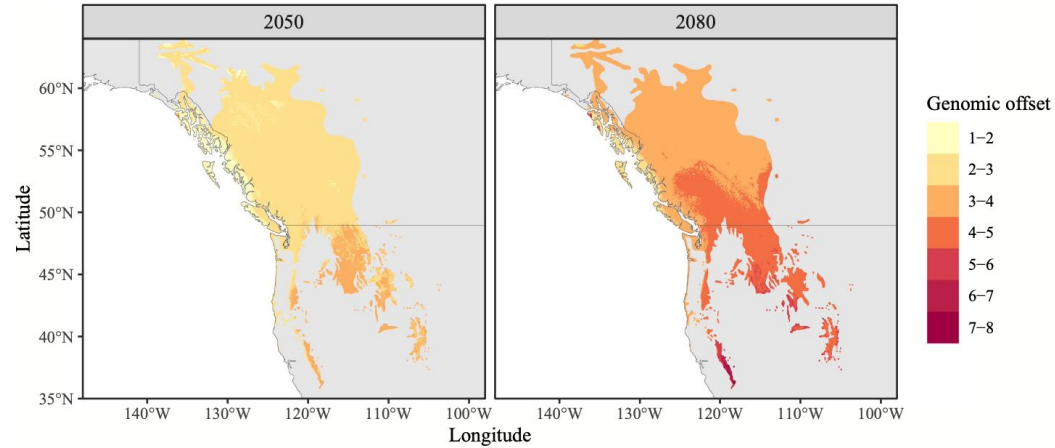 2050
2080
Latitude
60°N
55°N
50°N
45°N
40°N
35°N
140°W
130°W
120°W
110°W
100°W
140°W
130°W
120°W
110°W
100°W
Longitude
Genomic offset
1−2
2−3
3−4
4−5
5−6
6−7
7−8